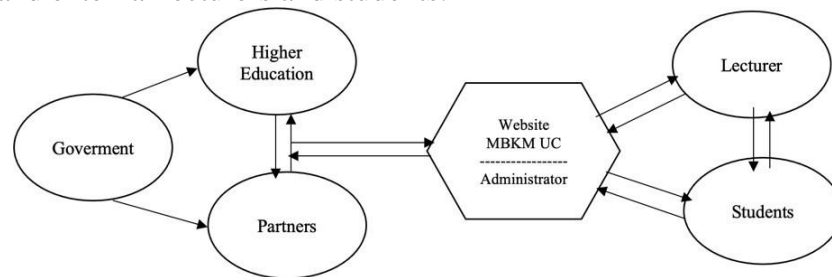 Higher
Education
Lecturer
Goverment
Website
MBKM UC
-----------------
Administrator
Partners
Students